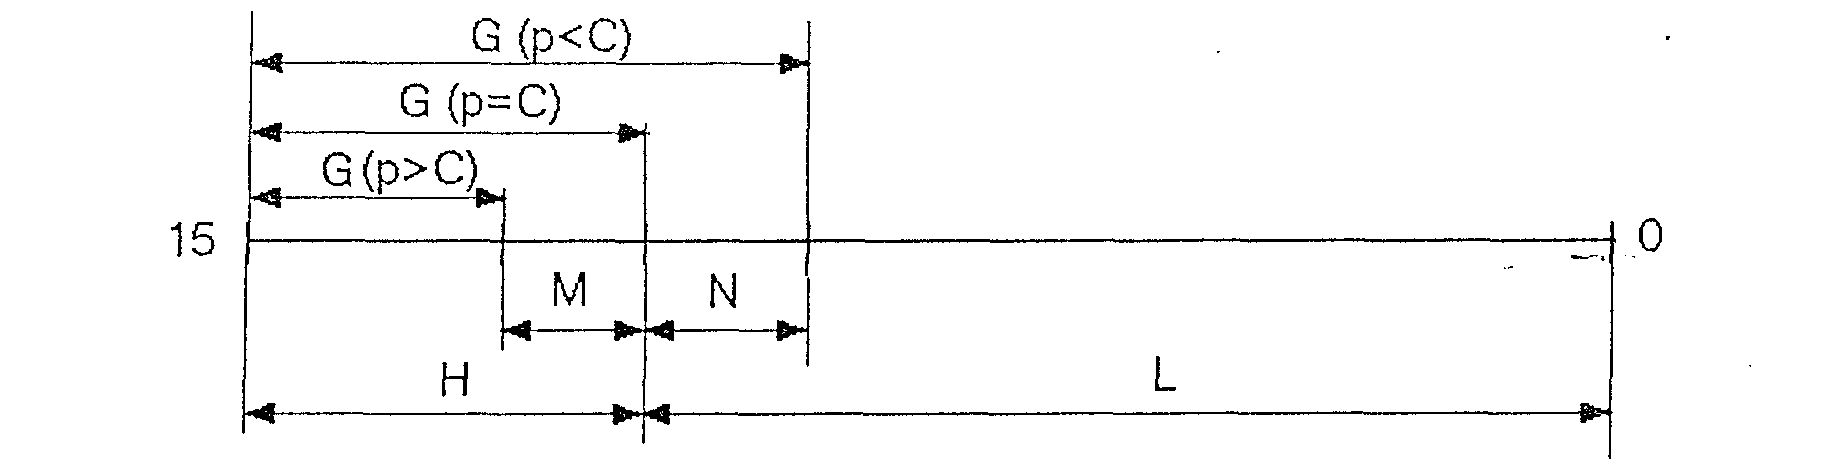 G (p<C)
G (p=C)
G (p>C)
15 0
M N
H L